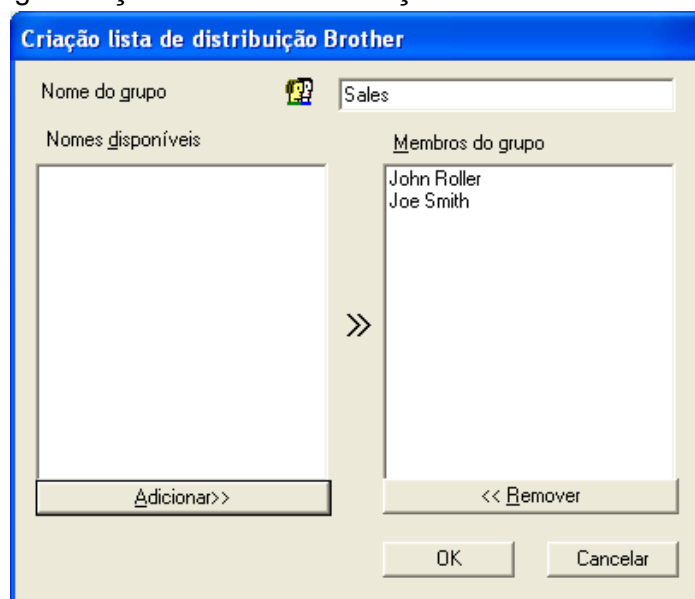 Criação lista de distribuição Brother
Nome do grupo
Sales
Nomes disponíveis
Membros do grupo
John Roller
Joe Smith
>>
Adicionar>>
<< Remover
OK
Cancelar